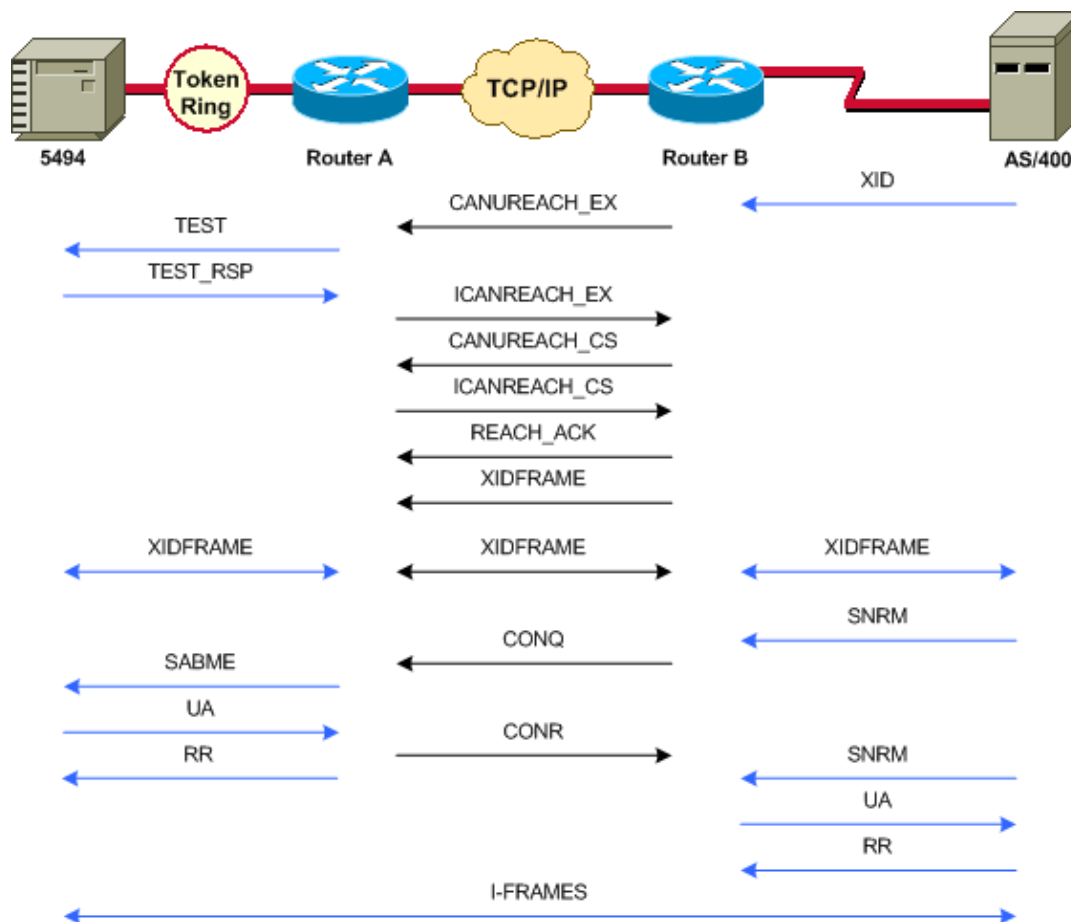 Token
Ring
TCP/IP
5494
Router A
Router B
AS/400
XID
CANUREACH_EX
TEST
TEST_RSP
ICANREACH_EX
CANUREACH_CS
ICANREACH_CS
REACH_ACK
XIDFRAME
XIDFRAME
XIDFRAME
XIDFRAME
SNRM
CONQ
SABME
UA
CONR
RR
SNRM
UA
RR
I-FRAMES